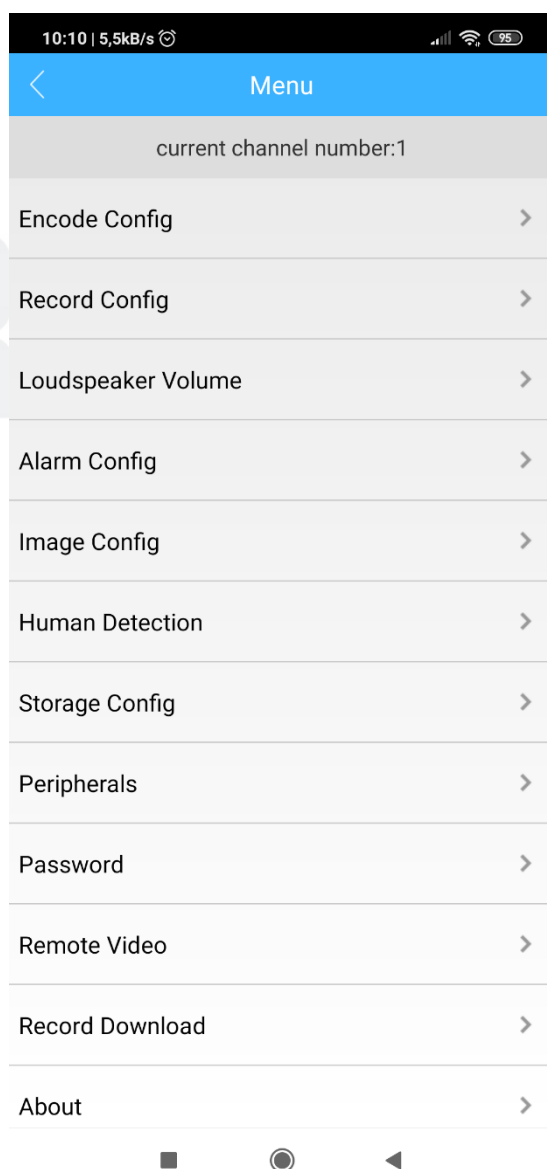 10:10 | 5,5kB/s
95
Menu
current channel number:1
Encode Config
Record Config
Loudspeaker Volume
Alarm Config
Image Config
Human Detection
Storage Config
Peripherals
Password
Remote Video
Record Download
About